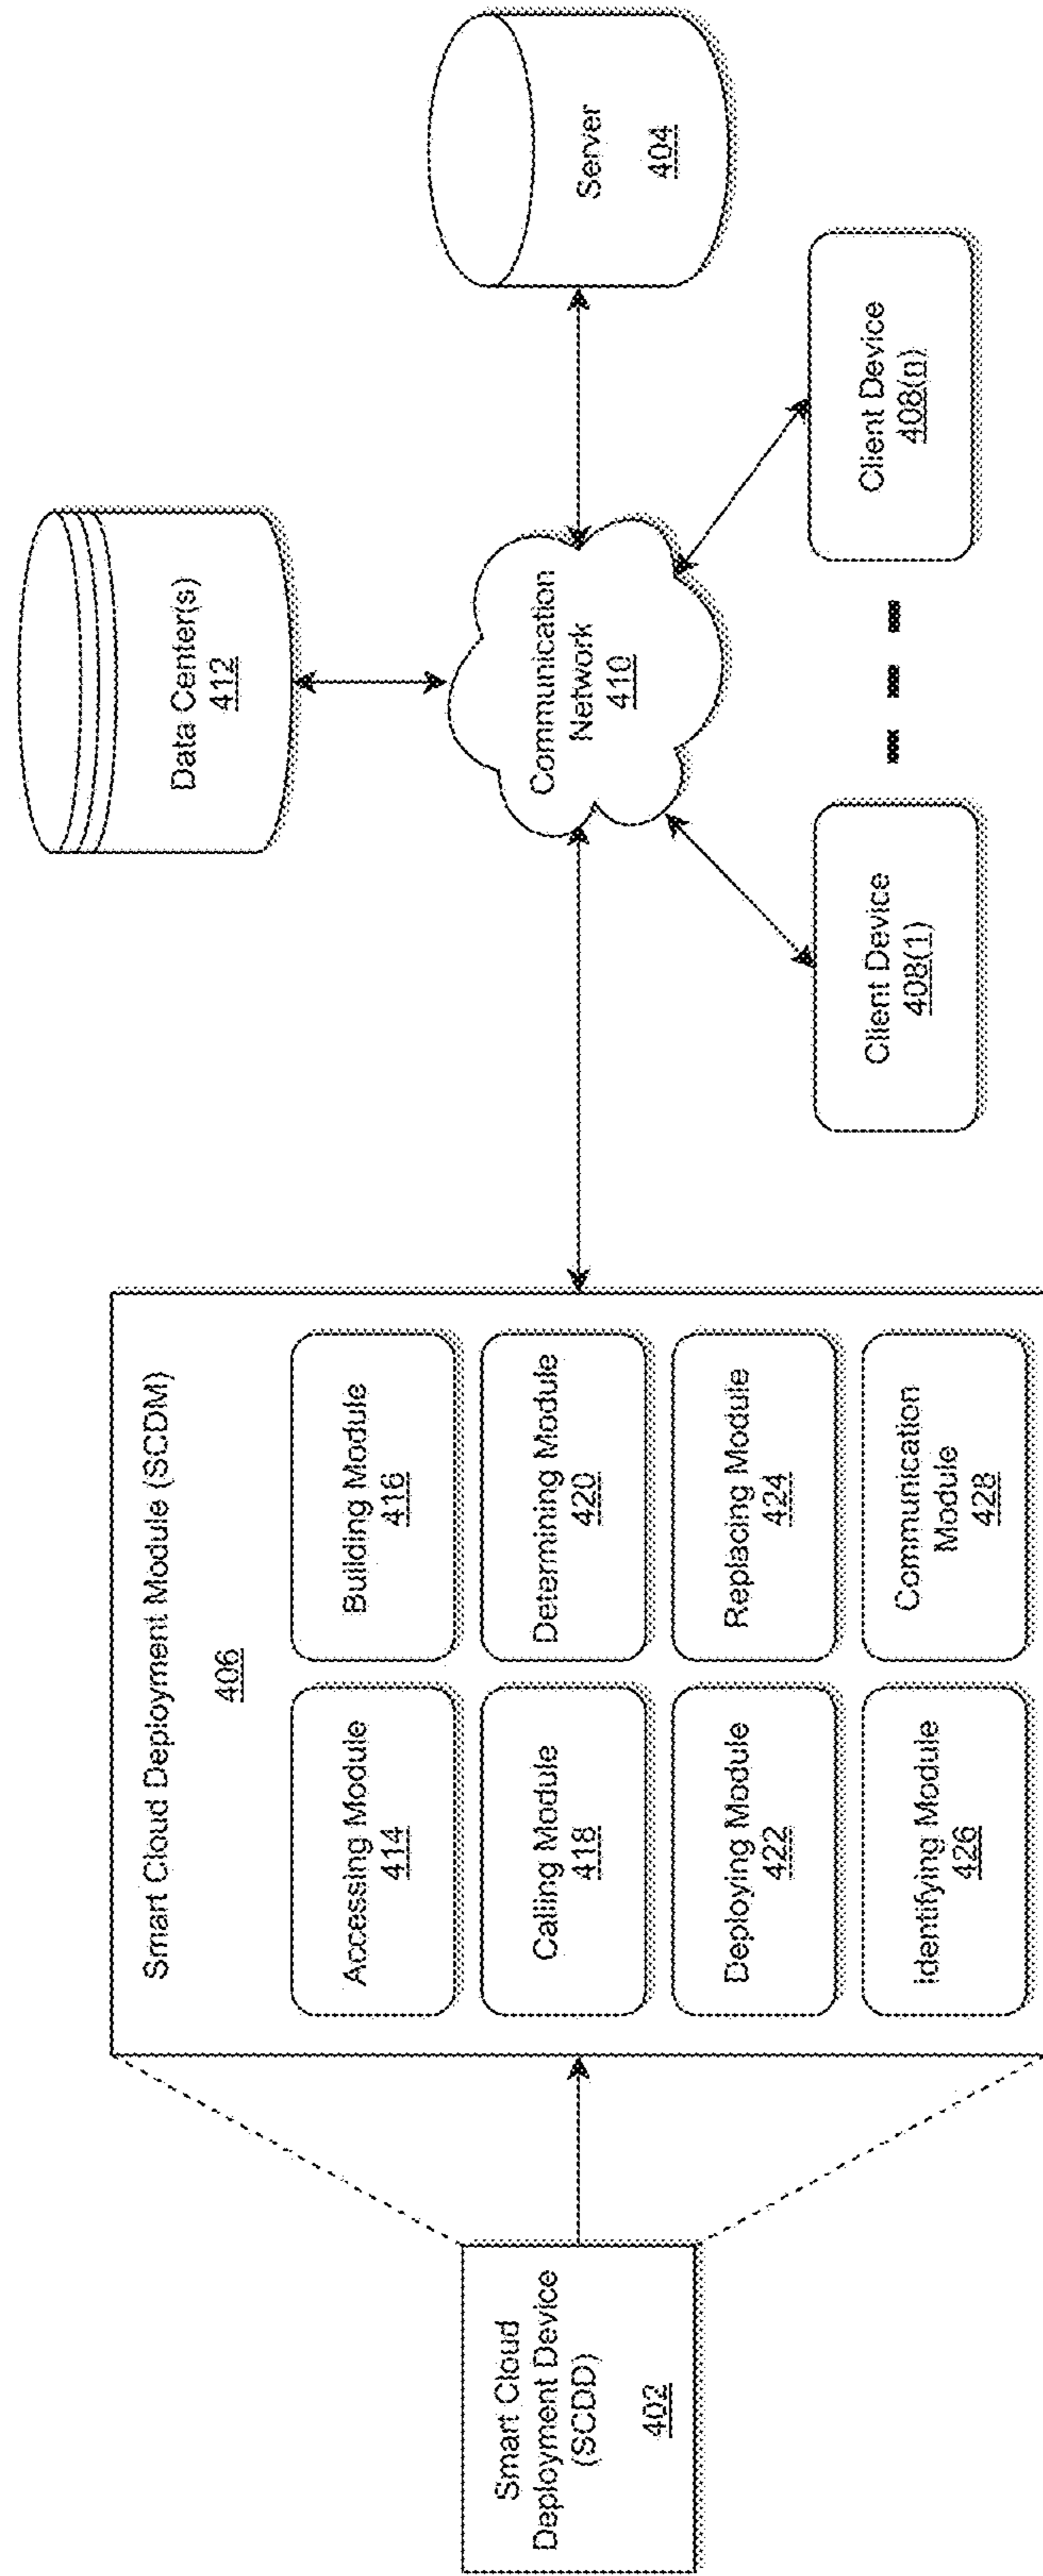 Smart Cloud
Deployment Device
(SCDD)
402
Smart Cloud Deployment Module (SCDM)
406
Accessing Module
414
Building Module
416
Calling Module
418
Determining Module
420
Deploying Module
422
Replacing Module
424
Identifying Module
426
Communication
Module
428
Data Center(s)
412
Communication
Network
410
Server
404
Client Device
408(1)
Client Device
408(n)